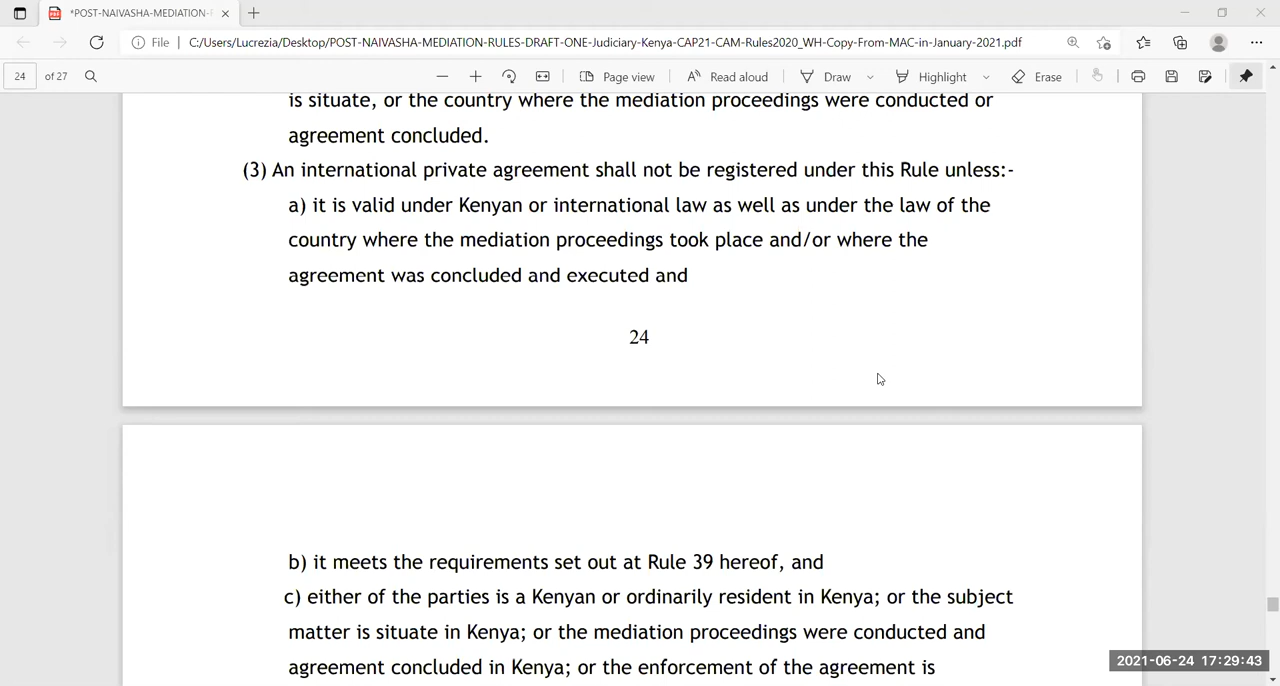 *POST-NAIVASHA-MEDIATION-
File
C:/Users/Lucrezia/Desktop/POST-NAIVASHA-MEDIATION-RULES-DRAFT-ONE-Judiciary-Kenya-CAP21-CAM-Rules2020_WH-Copy-From-MAC-in-January-2021.pdf
24 of 27 Page view Read aloud Draw Highlight Erase
is situate, or the country where the mediation proceedings were conducted or
agreement concluded.
(3) An international private agreement shall not be registered under this Rule unless:-
a) it is valid under Kenyan or international law as well as under the law of the
country where the mediation proceedings took place and/or where the
agreement was concluded and executed and
24
b) it meets the requirements set out at Rule 39 hereof, and
c) either of the parties is a Kenyan or ordinarily resident in Kenya; or the subject
matter is situate in Kenya; or the mediation proceedings were conducted and
agreement concluded in Kenya; or the enforcement of the agreement is
2021-06-24 17:29:43